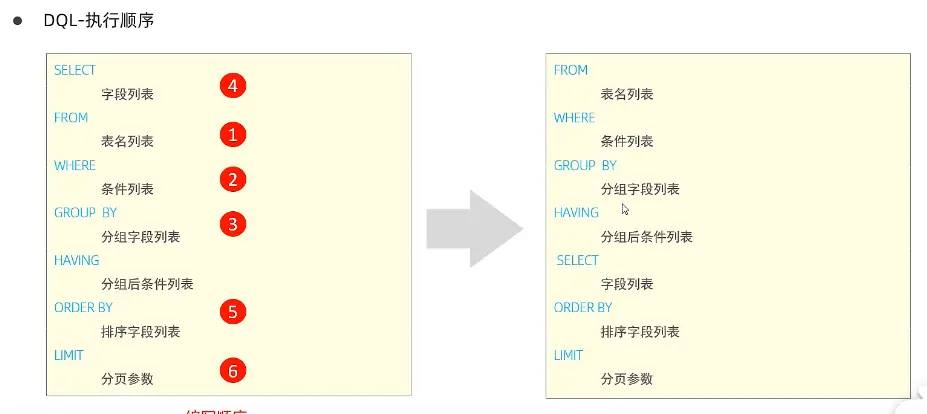 ● DQL-执行顺序
SELECT
字段列表
4
FROM
表名列表
1
WHERE
条件列表
2
GROUP BY
分组字段列表
3
HAVING
分组后条件列表
ORDER BY
排序字段列表
5
LIMIT
分页参数
6
FROM
表名列表
WHERE
条件列表
GROUP BY
分组字段列表
HAVING
分组后条件列表
SELECT
字段列表
ORDER BY
排序字段列表
LIMIT
分页参数